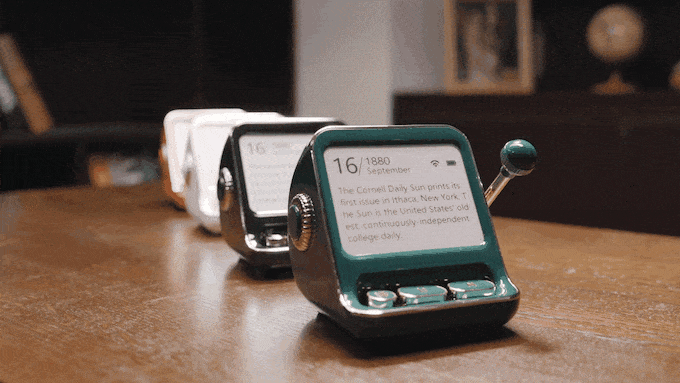 16/ 1880
September
The Cornell Daily Sun prints its
first issue in Ithaca, New York. T
he Sun is the United States' old
est continuously-independent
college daily.
16